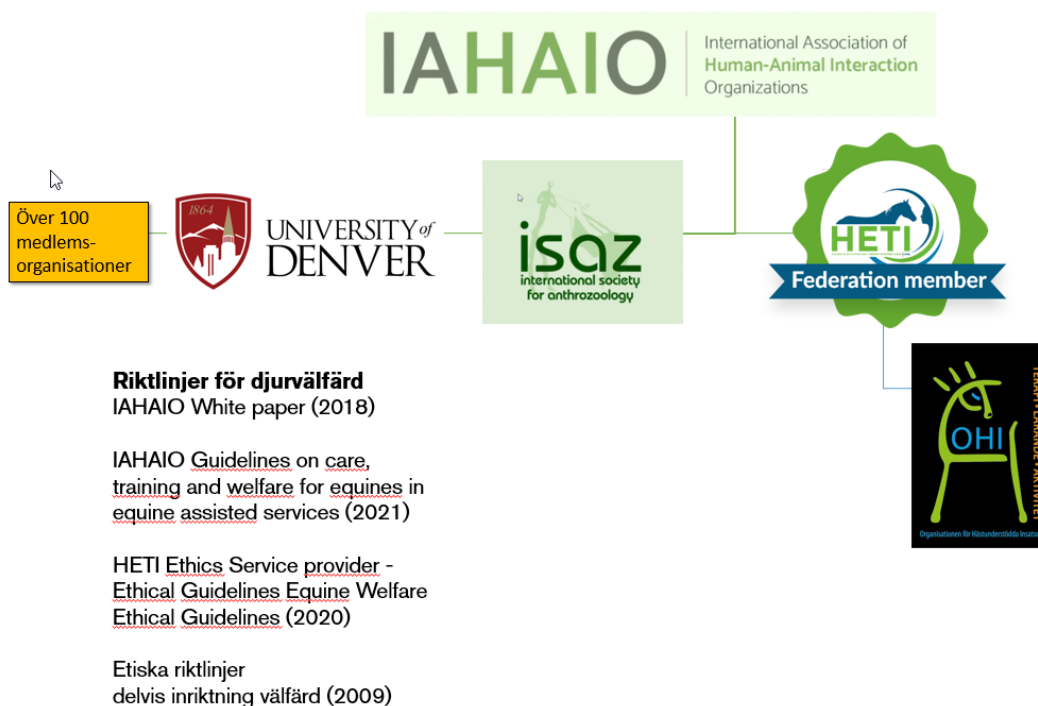 IAHAIO
International Association of
Human-Animal Interaction
Organizations
Över 100
medlems-
organisationer
1864
UNIVERSITY of
DENVER
isaz
international society
for anthrozoology
HETI
Federation member
OHI
TERAPI • LÄRANDE • AKTIVITET
Organisationen för Hästunderstödda
Riktlinjer för djurvälfärd
IAHAIO White paper (2018)
IAHAIO Guidelines on care,
training and welfare for equines in
equine assisted services (2021)
HETI Ethics Service provider -
Ethical Guidelines Equine Welfare
Ethical Guidelines (2020)
Etiska riktlinjer
delvis inriktning välfärd (2009)